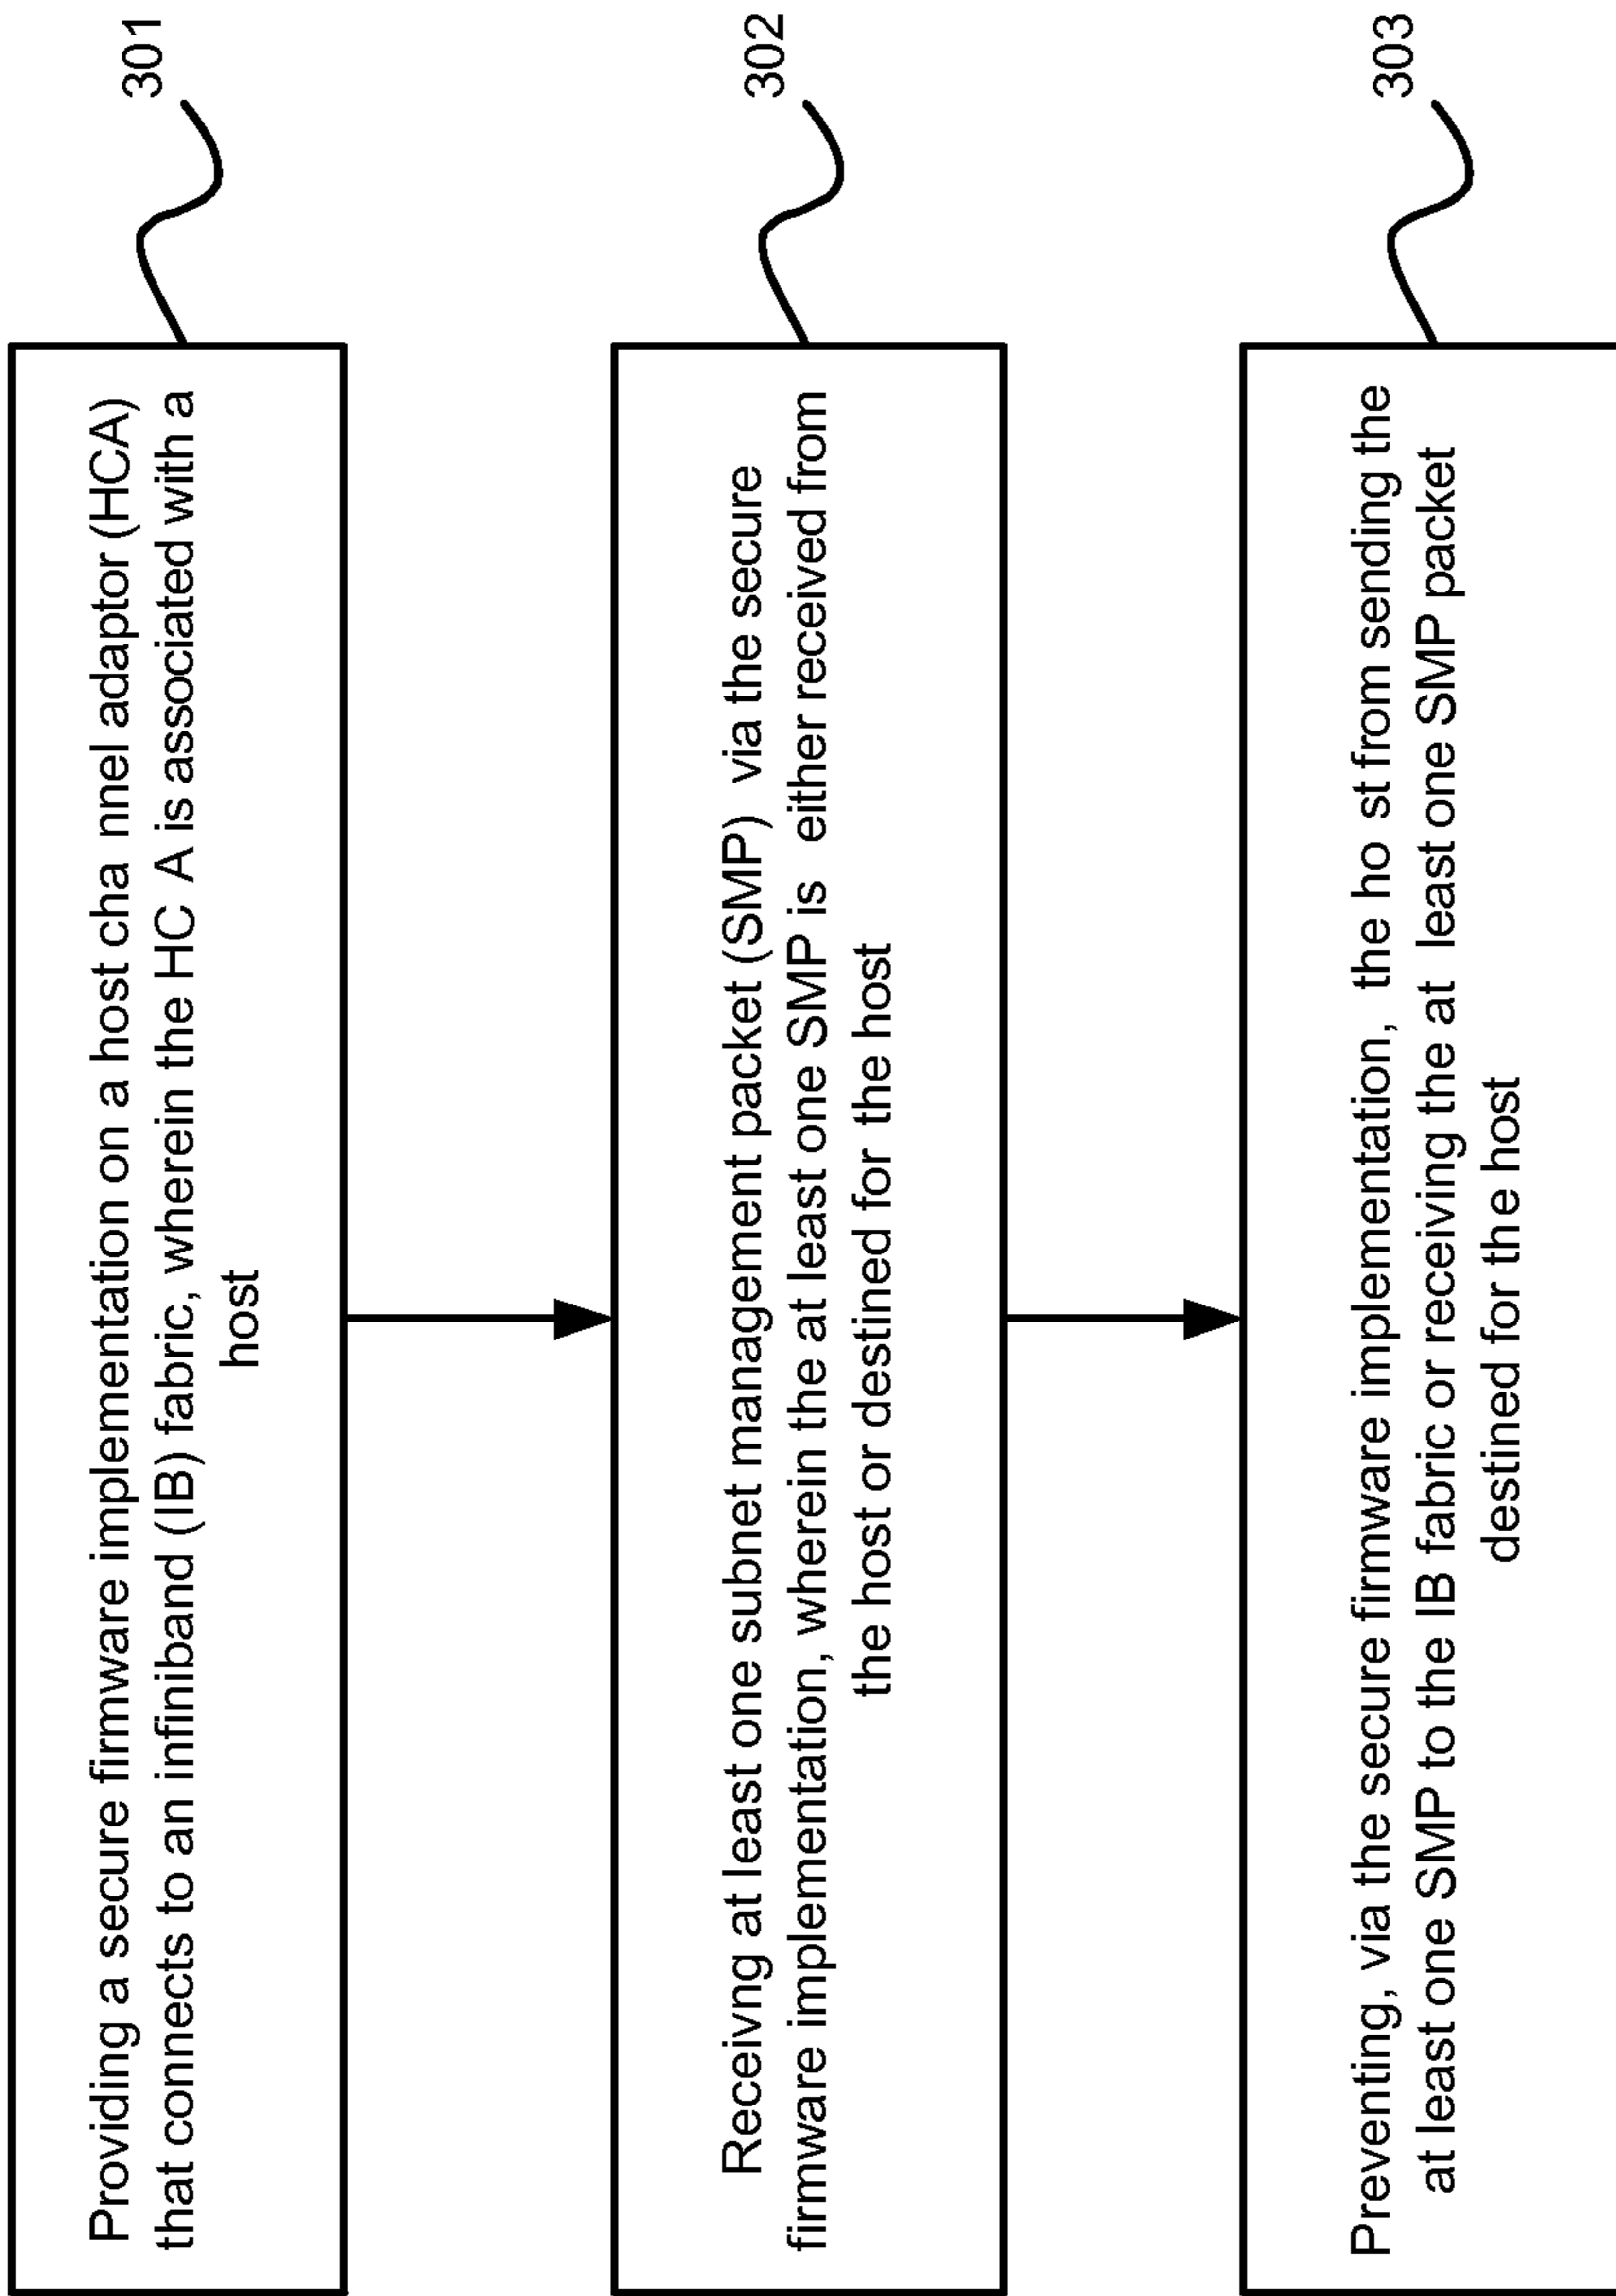 Providing a secure firmware implementation on a host cha nnel adaptor (HCA)
that connects to an infiniband (IB) fabric, wherein the HC A is associated with a
host
301
Receivng at least one subnet management packet (SMP) via the secure
firmware implementation, wherein the at least one SMP is either received from
the host or destined for the host
302
Preventing, via the secure firmware implementation, the ho st from sending the
at least one SMP to the IB fabric or receiving the at least one SMP packet
destined for the host
303